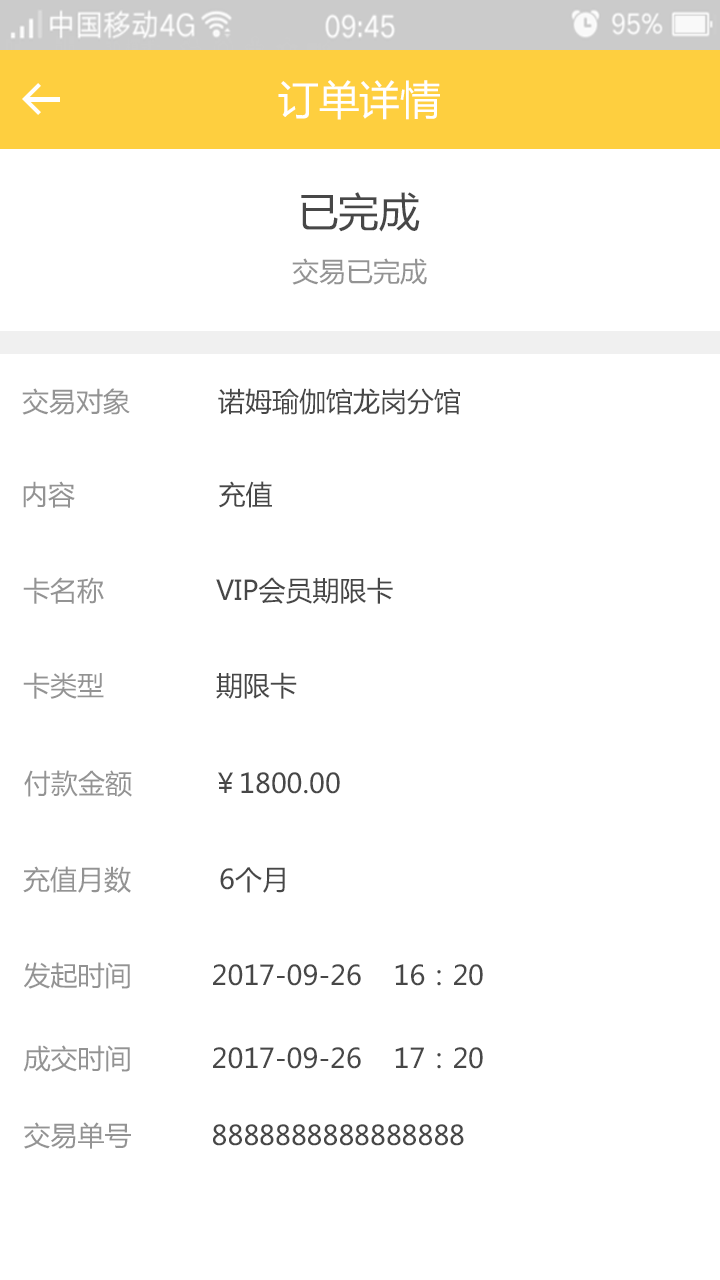 中国移动4G 09:45 95%
订单详情
已完成
交易已完成
交易对象 诺姆瑜伽馆龙岗分馆
内容 充值
卡名称 VIP会员期限卡
卡类型 期限卡
付款金额 ¥1800.00
充值月数 6个月
发起时间 2017-09-26 16：20
成交时间 2017-09-26 17：20
交易单号 8888888888888888